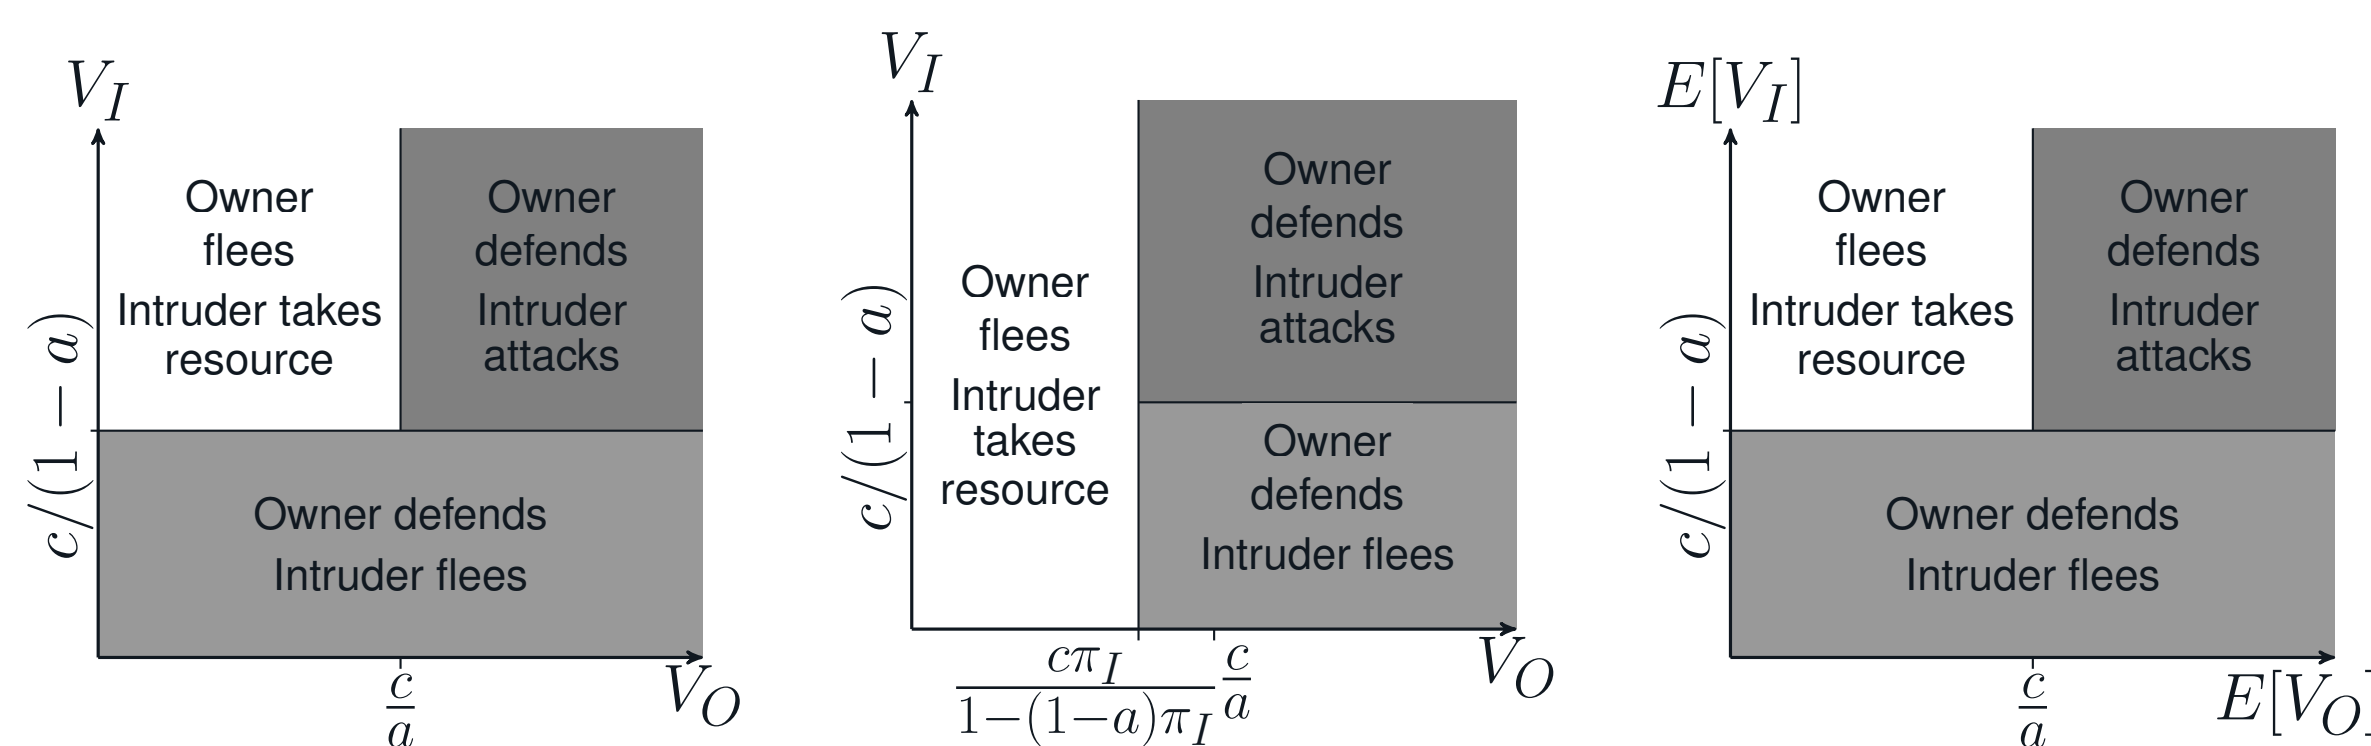 V_I
Owner
flees
Intruder takes
resource
Owner
defends
Intruder
attacks
c/(1 − a)
Owner defends
Intruder flees
c/a
V_O
V_I
Owner
flees
Intruder
takes
resource
Owner
defends
Intruder
attacks
c/(1 − a)
Owner
defends
Intruder flees
cπ_I/1−(1−a)π_I
c/a
V_O
E[V_I]
Owner
flees
Intruder takes
resource
Owner
defends
Intruder
attacks
c/(1 − a)
Owner defends
Intruder flees
c/a
E[V_O]